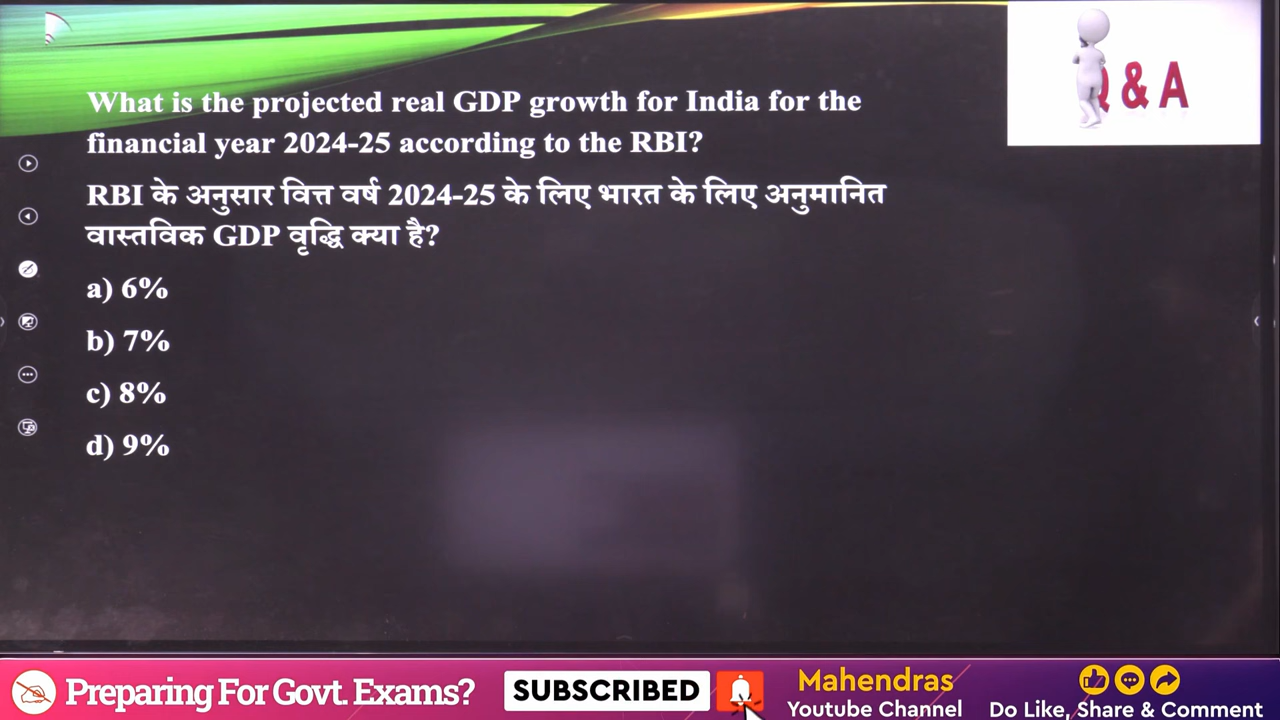 What is the projected real GDP growth for India for the
financial year 2024-25 according to the RBI?
RBI के अनुसार वित्त वर्ष 2024-25 के लिए भारत के लिए अनुमानित
वास्तविक GDP वृद्धि क्या है?
a) 6%
b) 7%
c) 8%
d) 9%
Q & A
Preparing For Govt. Exams?
SUBSCRIBED
Mahendras
Youtube Channel
Do Like, Share & Comment